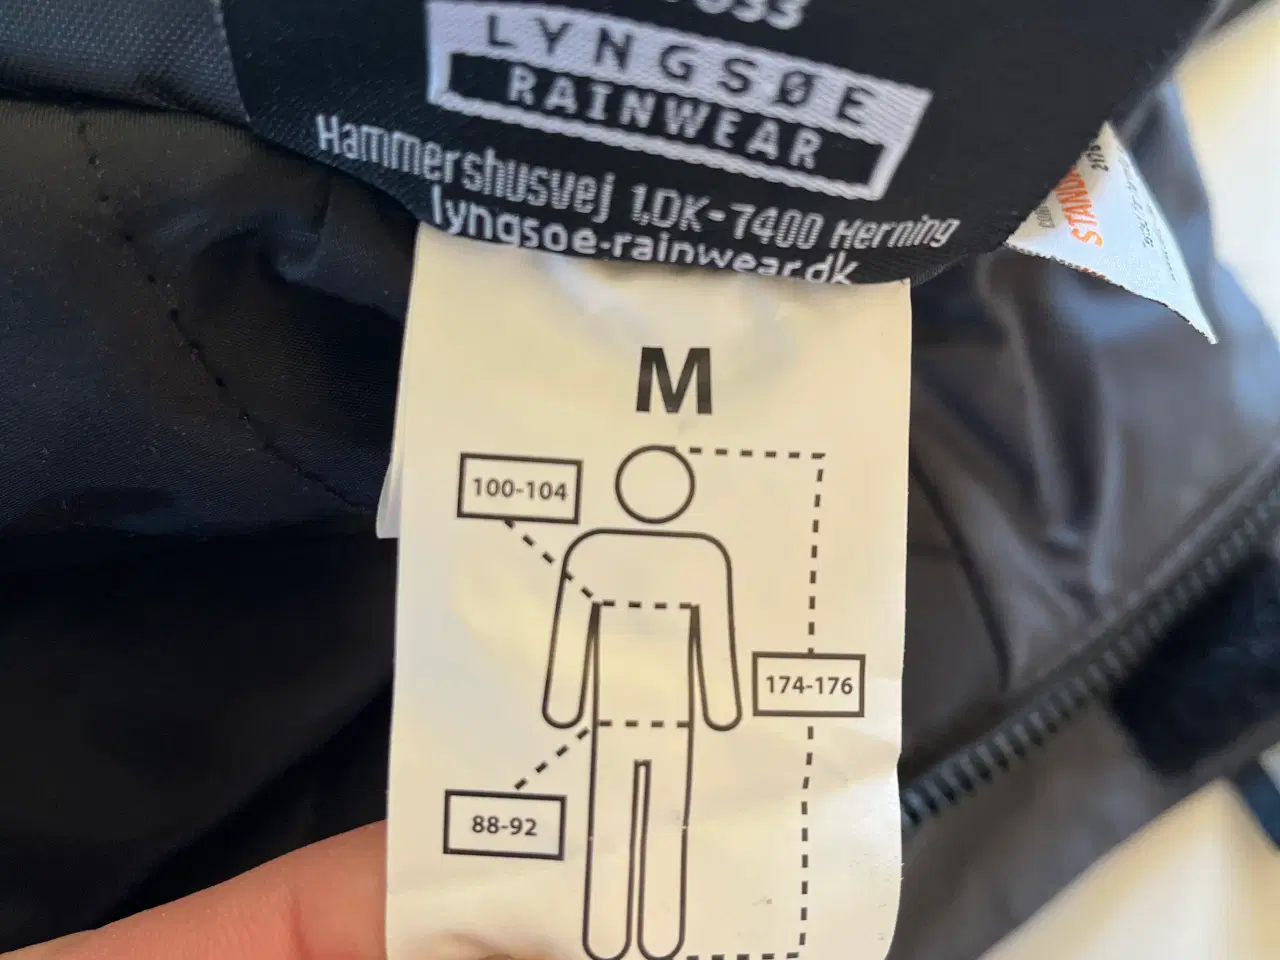 LYNGSØE
RAINWEAR
Hammershusvej 1,DK-7400 Herning
lyngsoe-rainwear.dk
M
100-104
174-176
88-92